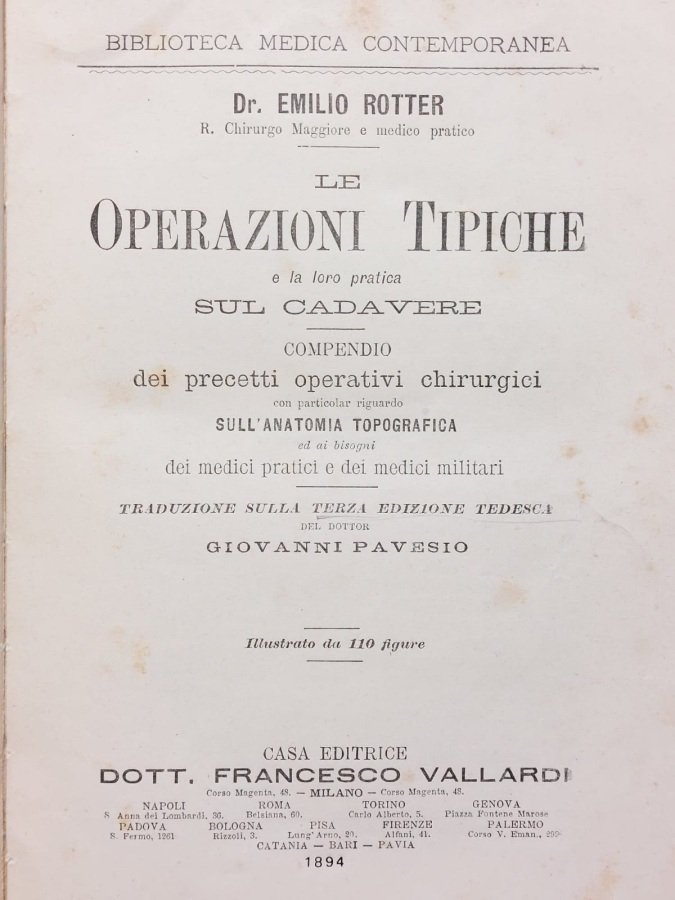 BIBLIOTECA MEDICA CONTEMPORANEA
Dr. EMILIO ROTTER
R. Chirurgo Maggiore e medico pratico
LE
OPERAZIONI TIPICHE
e la loro pratica
SUL CADAVERE
COMPENDIO
dei precetti operativi chirurgici
con particolar riguardo
SULL'ANATOMIA TOPOGRAFICA
ed ai bisogni
dei medici pratici e dei medici militari
TRADUZIONE SULLA TERZA EDIZIONE TEDESCA
DEL DOTTOR
GIOVANNI PAVESIO
Illustrato da 110 figure
CASA EDITRICE
DOTT. FRANCESCO VALLARDI
Corso Magenta, 48. — MILANO — Corso Magenta, 48.
NAPOLI ROMA TORINO GENOVA
S Anna dei Lombardi, 36. Belsiana, 60. Carlo Alberto, 5. Piazza Fontene Marose
PADOVA BOLOGNA PISA FIRENZE PALERMO
S. Fermo, 1261 Rizzoli, 3. Lung' Arno, 20. Alfani, 41. Corso V. Eman.,
CATANIA — BARI — PAVIA
1894